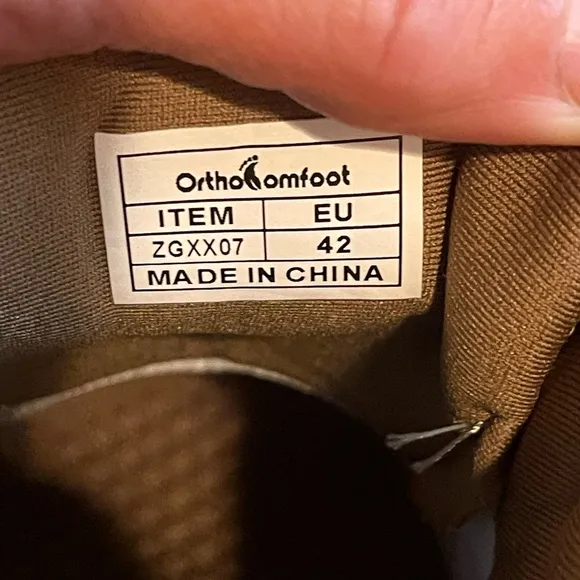 OrthoComfoot
ITEM EU
ZGXX07 42
MADE IN CHINA